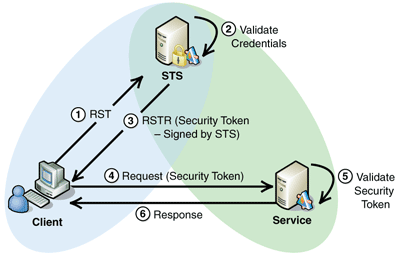 2 Validate
Credentials
STS
1 RST
3 RSTR (Security Token
– Signed by STS)
4 Request (Security Token)
5 Validate
Security
Token
6 Response
Client
Service